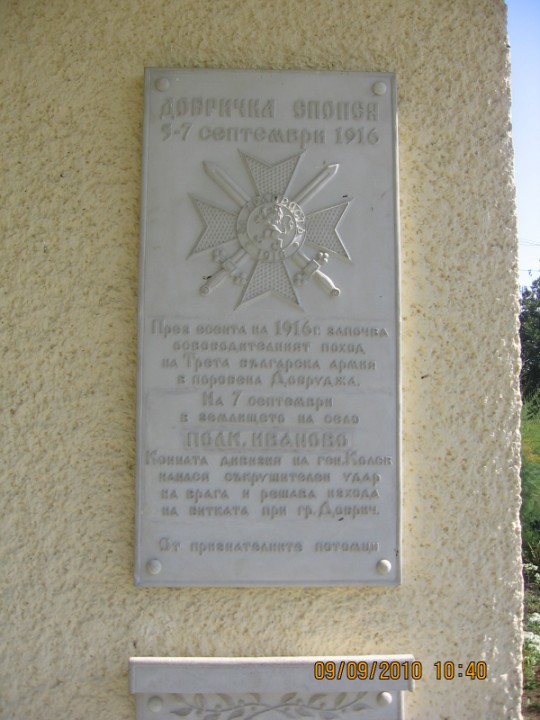 ДОБРИЧКА ЕПОПЕЯ
5-7 СЕПТЕМВРИ 1916
1916
През есента на 1916г. започва
освободителният поход
на Трета българска армия
в поробена Добруджа.
На 7 септември
в землището на село
ПОЛК. ИВАНОВО
Конната дивизия на ген. Колев
нанася съкрушителен удар
на врага и решава изхода
на битката при гр. Добрич.
От признателните потомци
09/09/2010 10:40